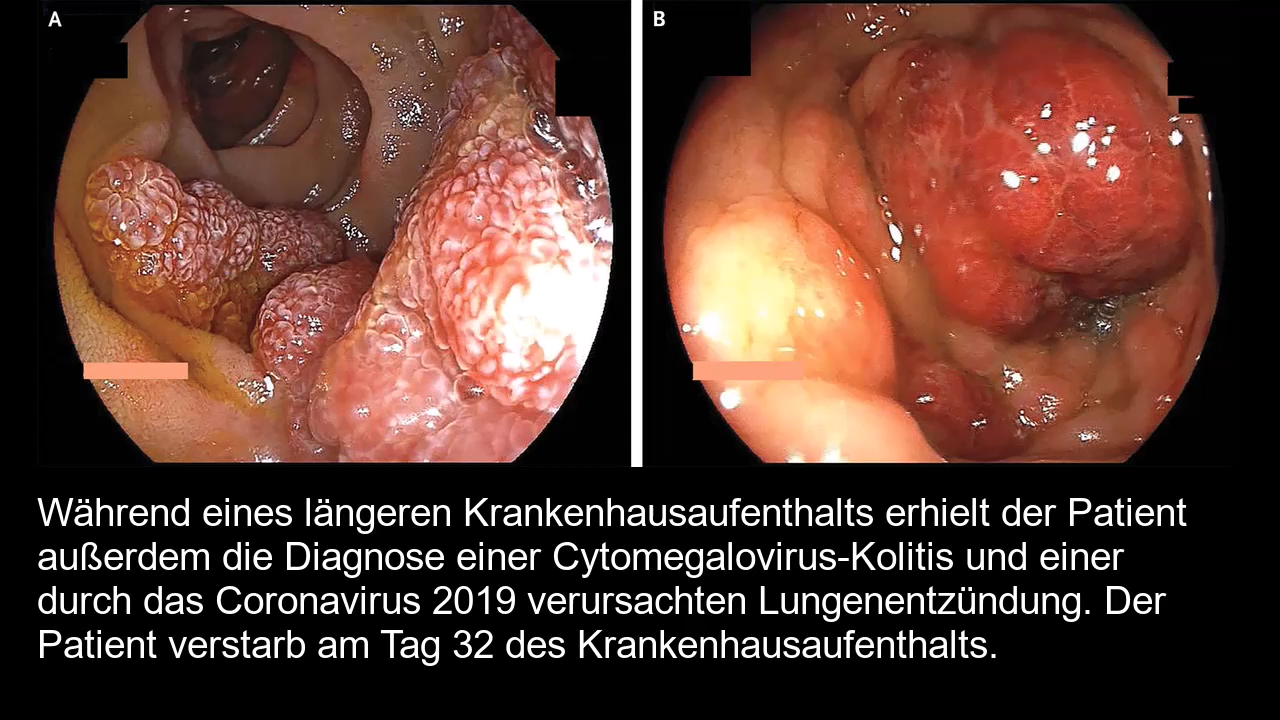 A
B
Während eines längeren Krankenhausaufenthalts erhielt der Patient
außerdem die Diagnose einer Cytomegalovirus-Kolitis und einer
durch das Coronavirus 2019 verursachten Lungenentzündung. Der
Patient verstarb am Tag 32 des Krankenhausaufenthalts.